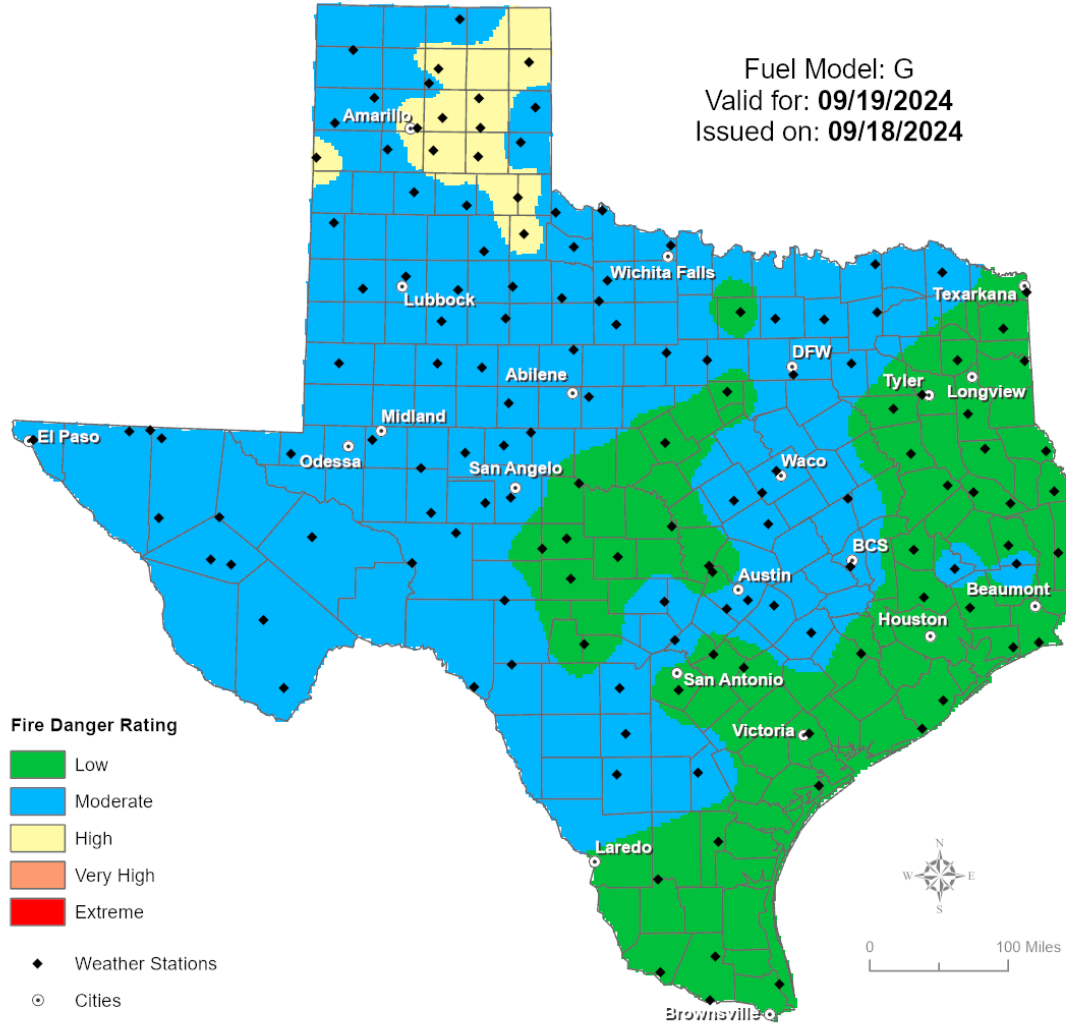 Fuel Model: G
Valid for: 09/19/2024
Issued on: 09/18/2024
Amarillo
Wichita Falls
Lubbock
Texarkana
DFW
Abilene
Tyler
Longview
Midland
El Paso
Odessa
San Angelo
Waco
BCS
Austin
Beaumont
Houston
San Antonio
Victoria
Laredo
Brownsville
Fire Danger Rating
Low
Moderate
High
Very High
Extreme
Weather Stations
Cities
N
W E
S
0 100 Miles